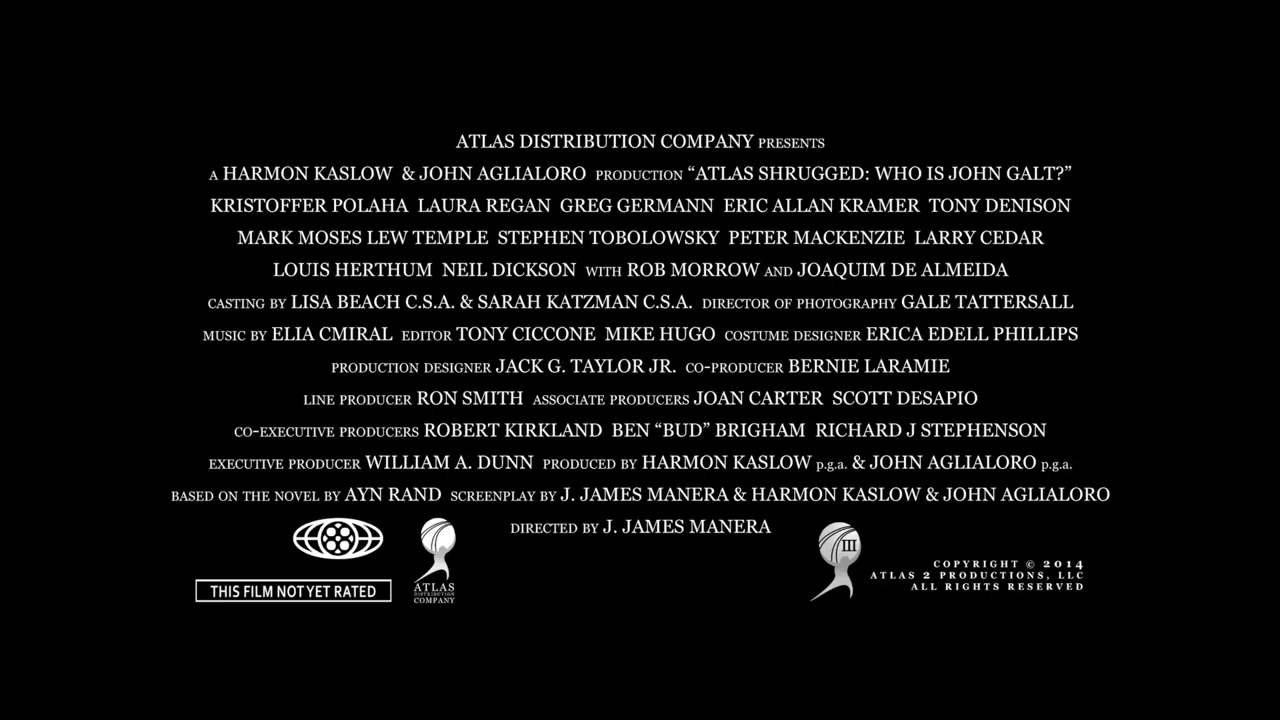 ATLAS DISTRIBUTION COMPANY PRESENTS
A HARMON KASLOW & JOHN AGLIALORO PRODUCTION “ATLAS SHRUGGED: WHO IS JOHN GALT?”
KRISTOFFER POLAHA LAURA REGAN GREG GERMANN ERIC ALLAN KRAMER TONY DENISON
MARK MOSES LEW TEMPLE STEPHEN TOBOLOWSKY PETER MACKENZIE LARRY CEDAR
LOUIS HERTHUM NEIL DICKSON WITH ROB MORROW AND JOAQUIM DE ALMEIDA
CASTING BY LISA BEACH C.S.A. & SARAH KATZMAN C.S.A. DIRECTOR OF PHOTOGRAPHY GALE TATTERSALL
MUSIC BY ELIA CMIRAL EDITOR TONY CICCONE MIKE HUGO COSTUME DESIGNER ERICA EDELL PHILLIPS
PRODUCTION DESIGNER JACK G. TAYLOR JR. CO-PRODUCER BERNIE LARAMIE
LINE PRODUCER RON SMITH ASSOCIATE PRODUCERS JOAN CARTER SCOTT DESAPIO
CO-EXECUTIVE PRODUCERS ROBERT KIRKLAND BEN “BUD” BRIGHAM RICHARD J STEPHENSON
EXECUTIVE PRODUCER WILLIAM A. DUNN PRODUCED BY HARMON KASLOW p.g.a. & JOHN AGLIALORO p.g.a.
BASED ON THE NOVEL BY AYN RAND SCREENPLAY BY J. JAMES MANERA & HARMON KASLOW & JOHN AGLIALORO
DIRECTED BY J. JAMES MANERA
THIS FILM NOT YET RATED
ATLAS
DISTRIBUTION
COMPANY
III
COPYRIGHT © 2014
ATLAS 2 PRODUCTIONS, LLC
ALL RIGHTS RESERVED